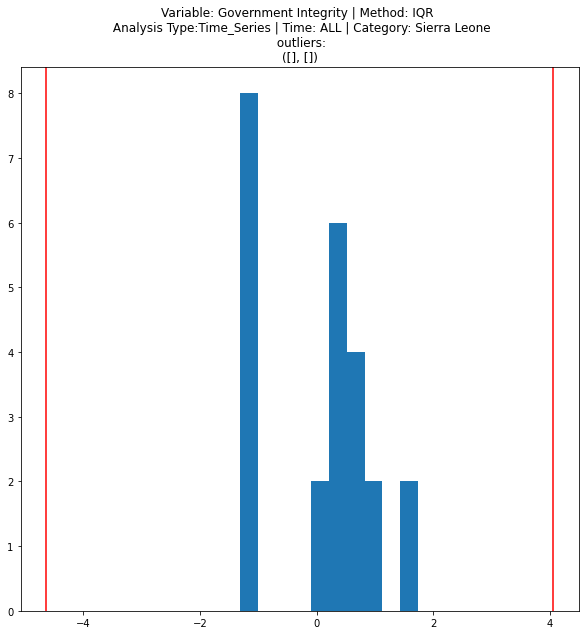 Variable: Government Integrity | Method: IQR
Analysis Type:Time_Series | Time: ALL | Category: Sierra Leone
outliers:
([], [])
8
7
6
5
4
3
2
1
0
−4 −2 0 2 4